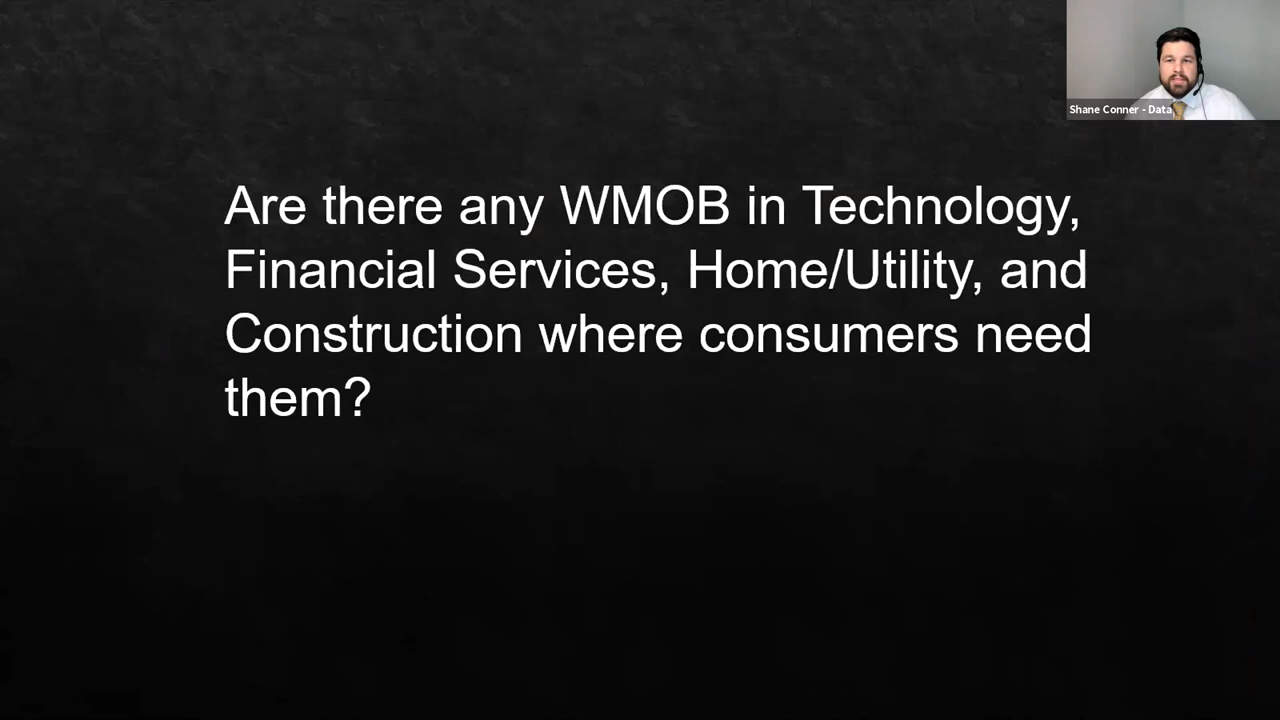 Shane Conner - Data
Are there any WMOB in Technology,
Financial Services, Home/Utility, and
Construction where consumers need
them?